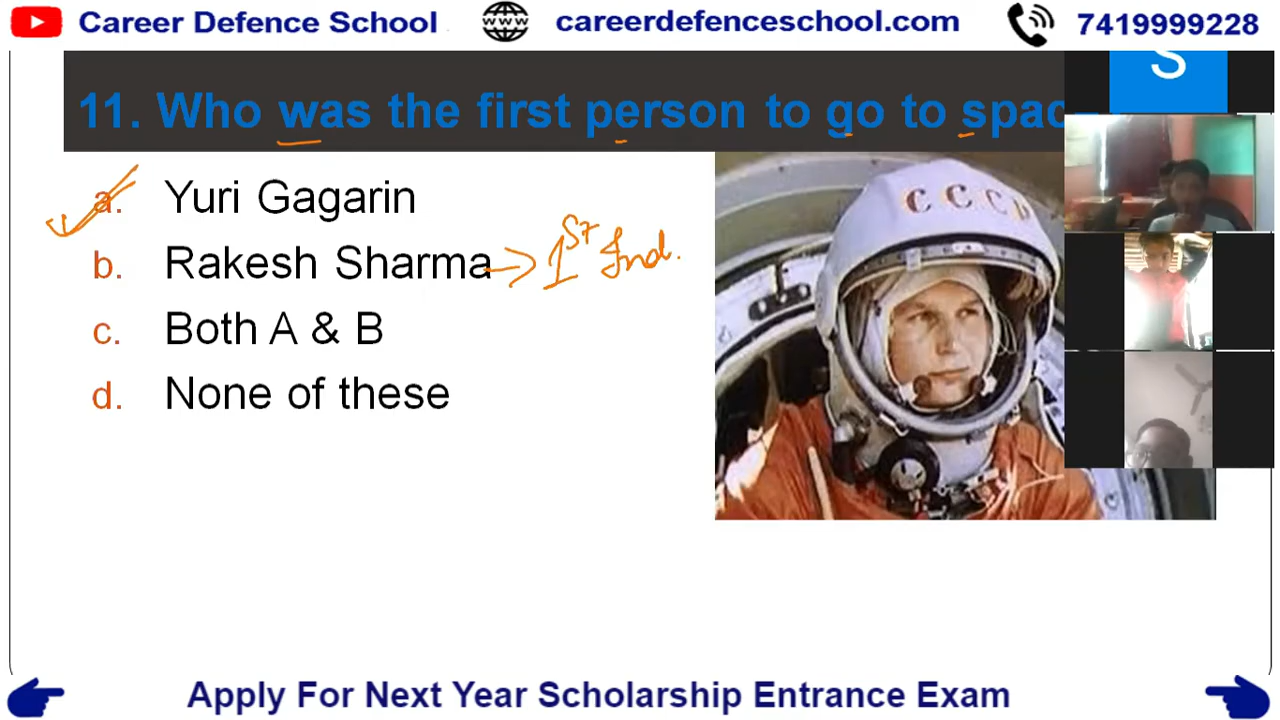 Career Defence School
careerdefenceschool.com
7419999228
S
11. Who was the first person to go to spac
a. Yuri Gagarin
b. Rakesh Sharma → 1st Ind.
c. Both A & B
d. None of these
CCCP
Apply For Next Year Scholarship Entrance Exam